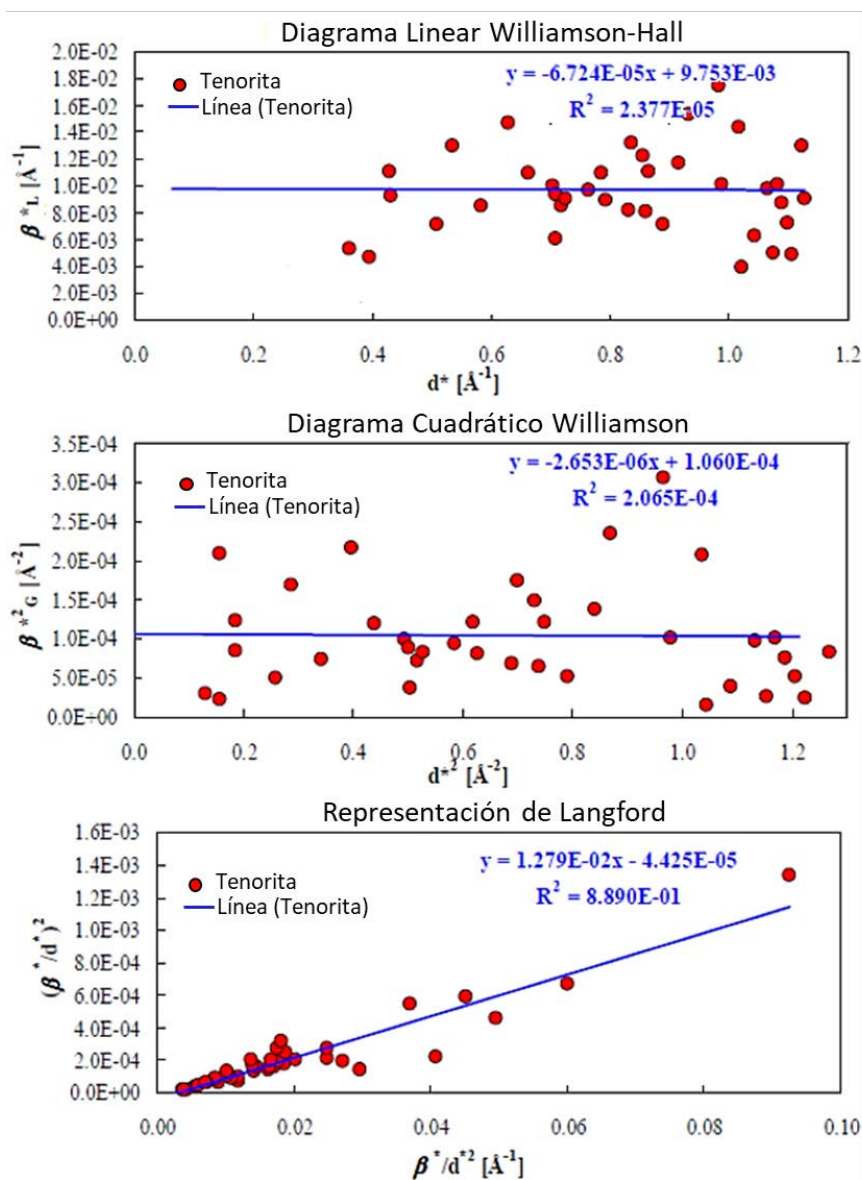 Diagrama Linear Williamson-Hall
2.0E-02
1.8E-02
1.6E-02
1.4E-02
1.2E-02
1.0E-02
8.0E-03
6.0E-03
4.0E-03
2.0E-03
0.0E+00
β*L [Å-1]
Tenorita
Línea (Tenorita)
y = -6.724E-05x + 9.753E-03
R2 = 2.377E-05
0.0 0.2 0.4 0.6 0.8 1.0 1.2
d* [Å-1]
Diagrama Cuadrático Williamson
3.5E-04
3.0E-04
2.5E-04
2.0E-04
1.5E-04
1.0E-04
5.0E-05
0.0E+00
β*2G [Å-2]
Tenorita
Línea (Tenorita)
y = -2.653E-06x + 1.060E-04
R2 = 2.065E-04
0.0 0.2 0.4 0.6 0.8 1.0 1.2
d*2 [Å-2]
Representación de Langford
1.6E-03
1.4E-03
1.2E-03
1.0E-03
8.0E-04
6.0E-04
4.0E-04
2.0E-04
0.0E+00
(β*/d*)2
Tenorita
Línea (Tenorita)
y = 1.279E-02x - 4.425E-05
R2 = 8.890E-01
0.00 0.02 0.04 0.06 0.08 0.10
β*/d*2 [Å-1]